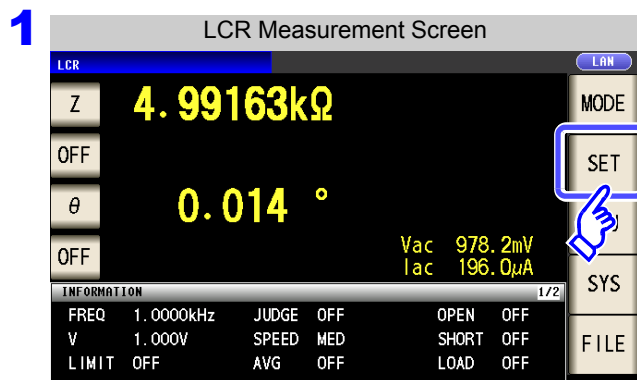 1
LCR Measurement Screen
LCR
LAN
Z
4.99163kΩ
MODE
OFF
SET
θ
0.014 °
OFF
Vac 978.2mV
Iac 196.0μA
SYS
INFORMATION 1/2
FREQ 1.0000kHz JUDGE OFF OPEN OFF
V 1.000V SPEED MED SHORT OFF
LIMIT OFF AVG OFF LOAD OFF
FILE